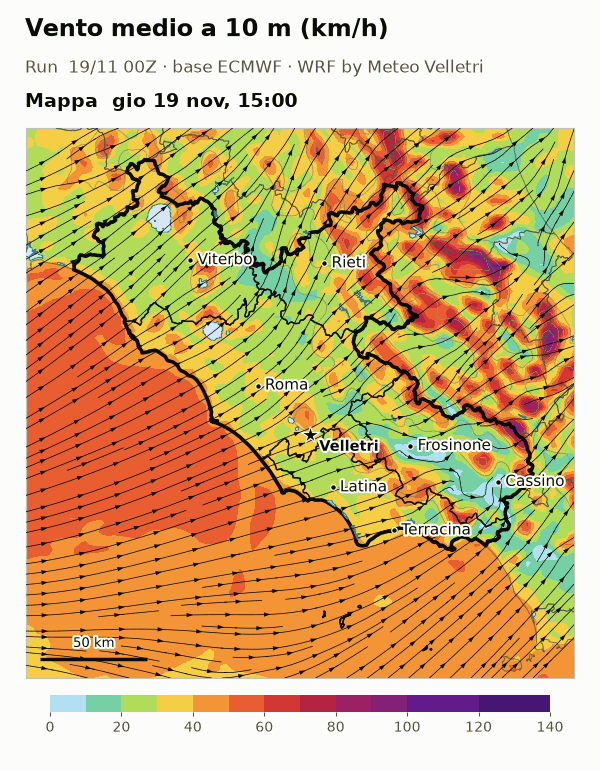 Vento medio a 10 m (km/h)
Run 19/11 00Z · base ECMWF · WRF by Meteo Velletri
Mappa gio 19 nov, 15:00
Viterbo
Rieti
Roma
Velletri
Frosinone
Latina
Cassino
Terracina
50 km
0 20 40 60 80 100 120 140